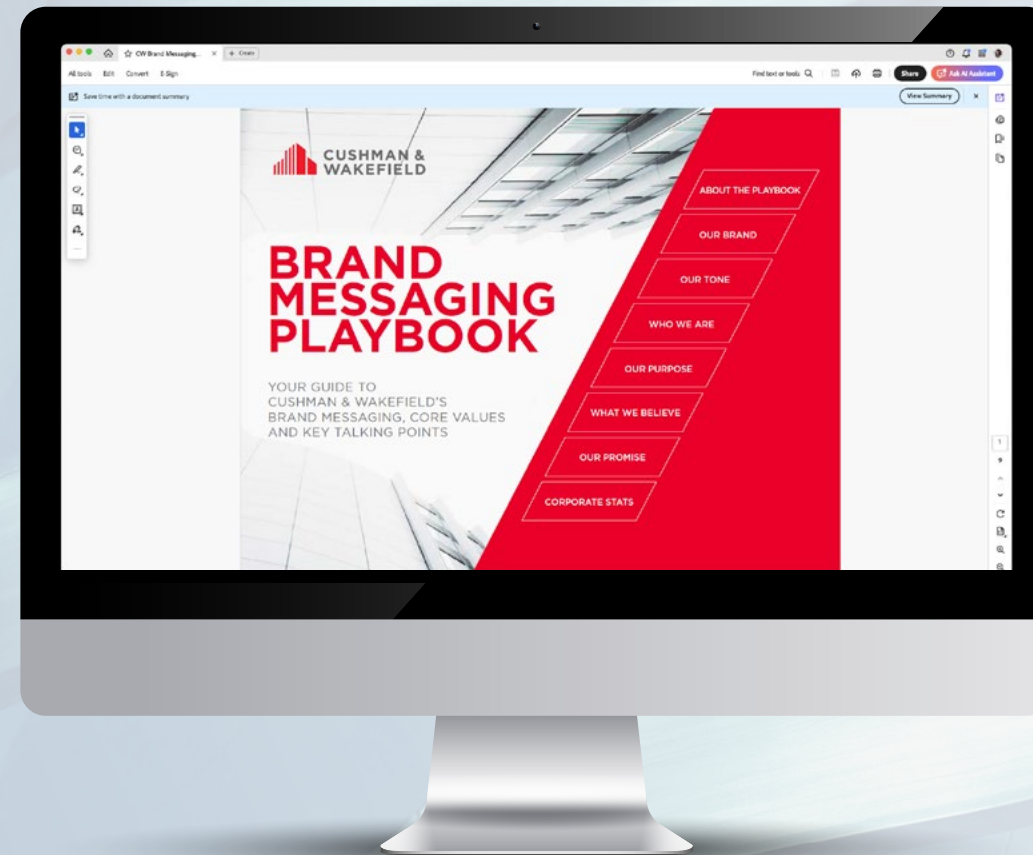 CW Brand Messaging...
+ Create
All tools Edit Convert E-Sign
Find text or tools
Share
Ask AI Assistant
Save time with a document summary
View Summary
CUSHMAN &
WAKEFIELD
BRAND
MESSAGING
PLAYBOOK
YOUR GUIDE TO
CUSHMAN & WAKEFIELD'S
BRAND MESSAGING, CORE VALUES
AND KEY TALKING POINTS
ABOUT THE PLAYBOOK
OUR BRAND
OUR TONE
WHO WE ARE
OUR PURPOSE
WHAT WE BELIEVE
OUR PROMISE
CORPORATE STATS
1
9